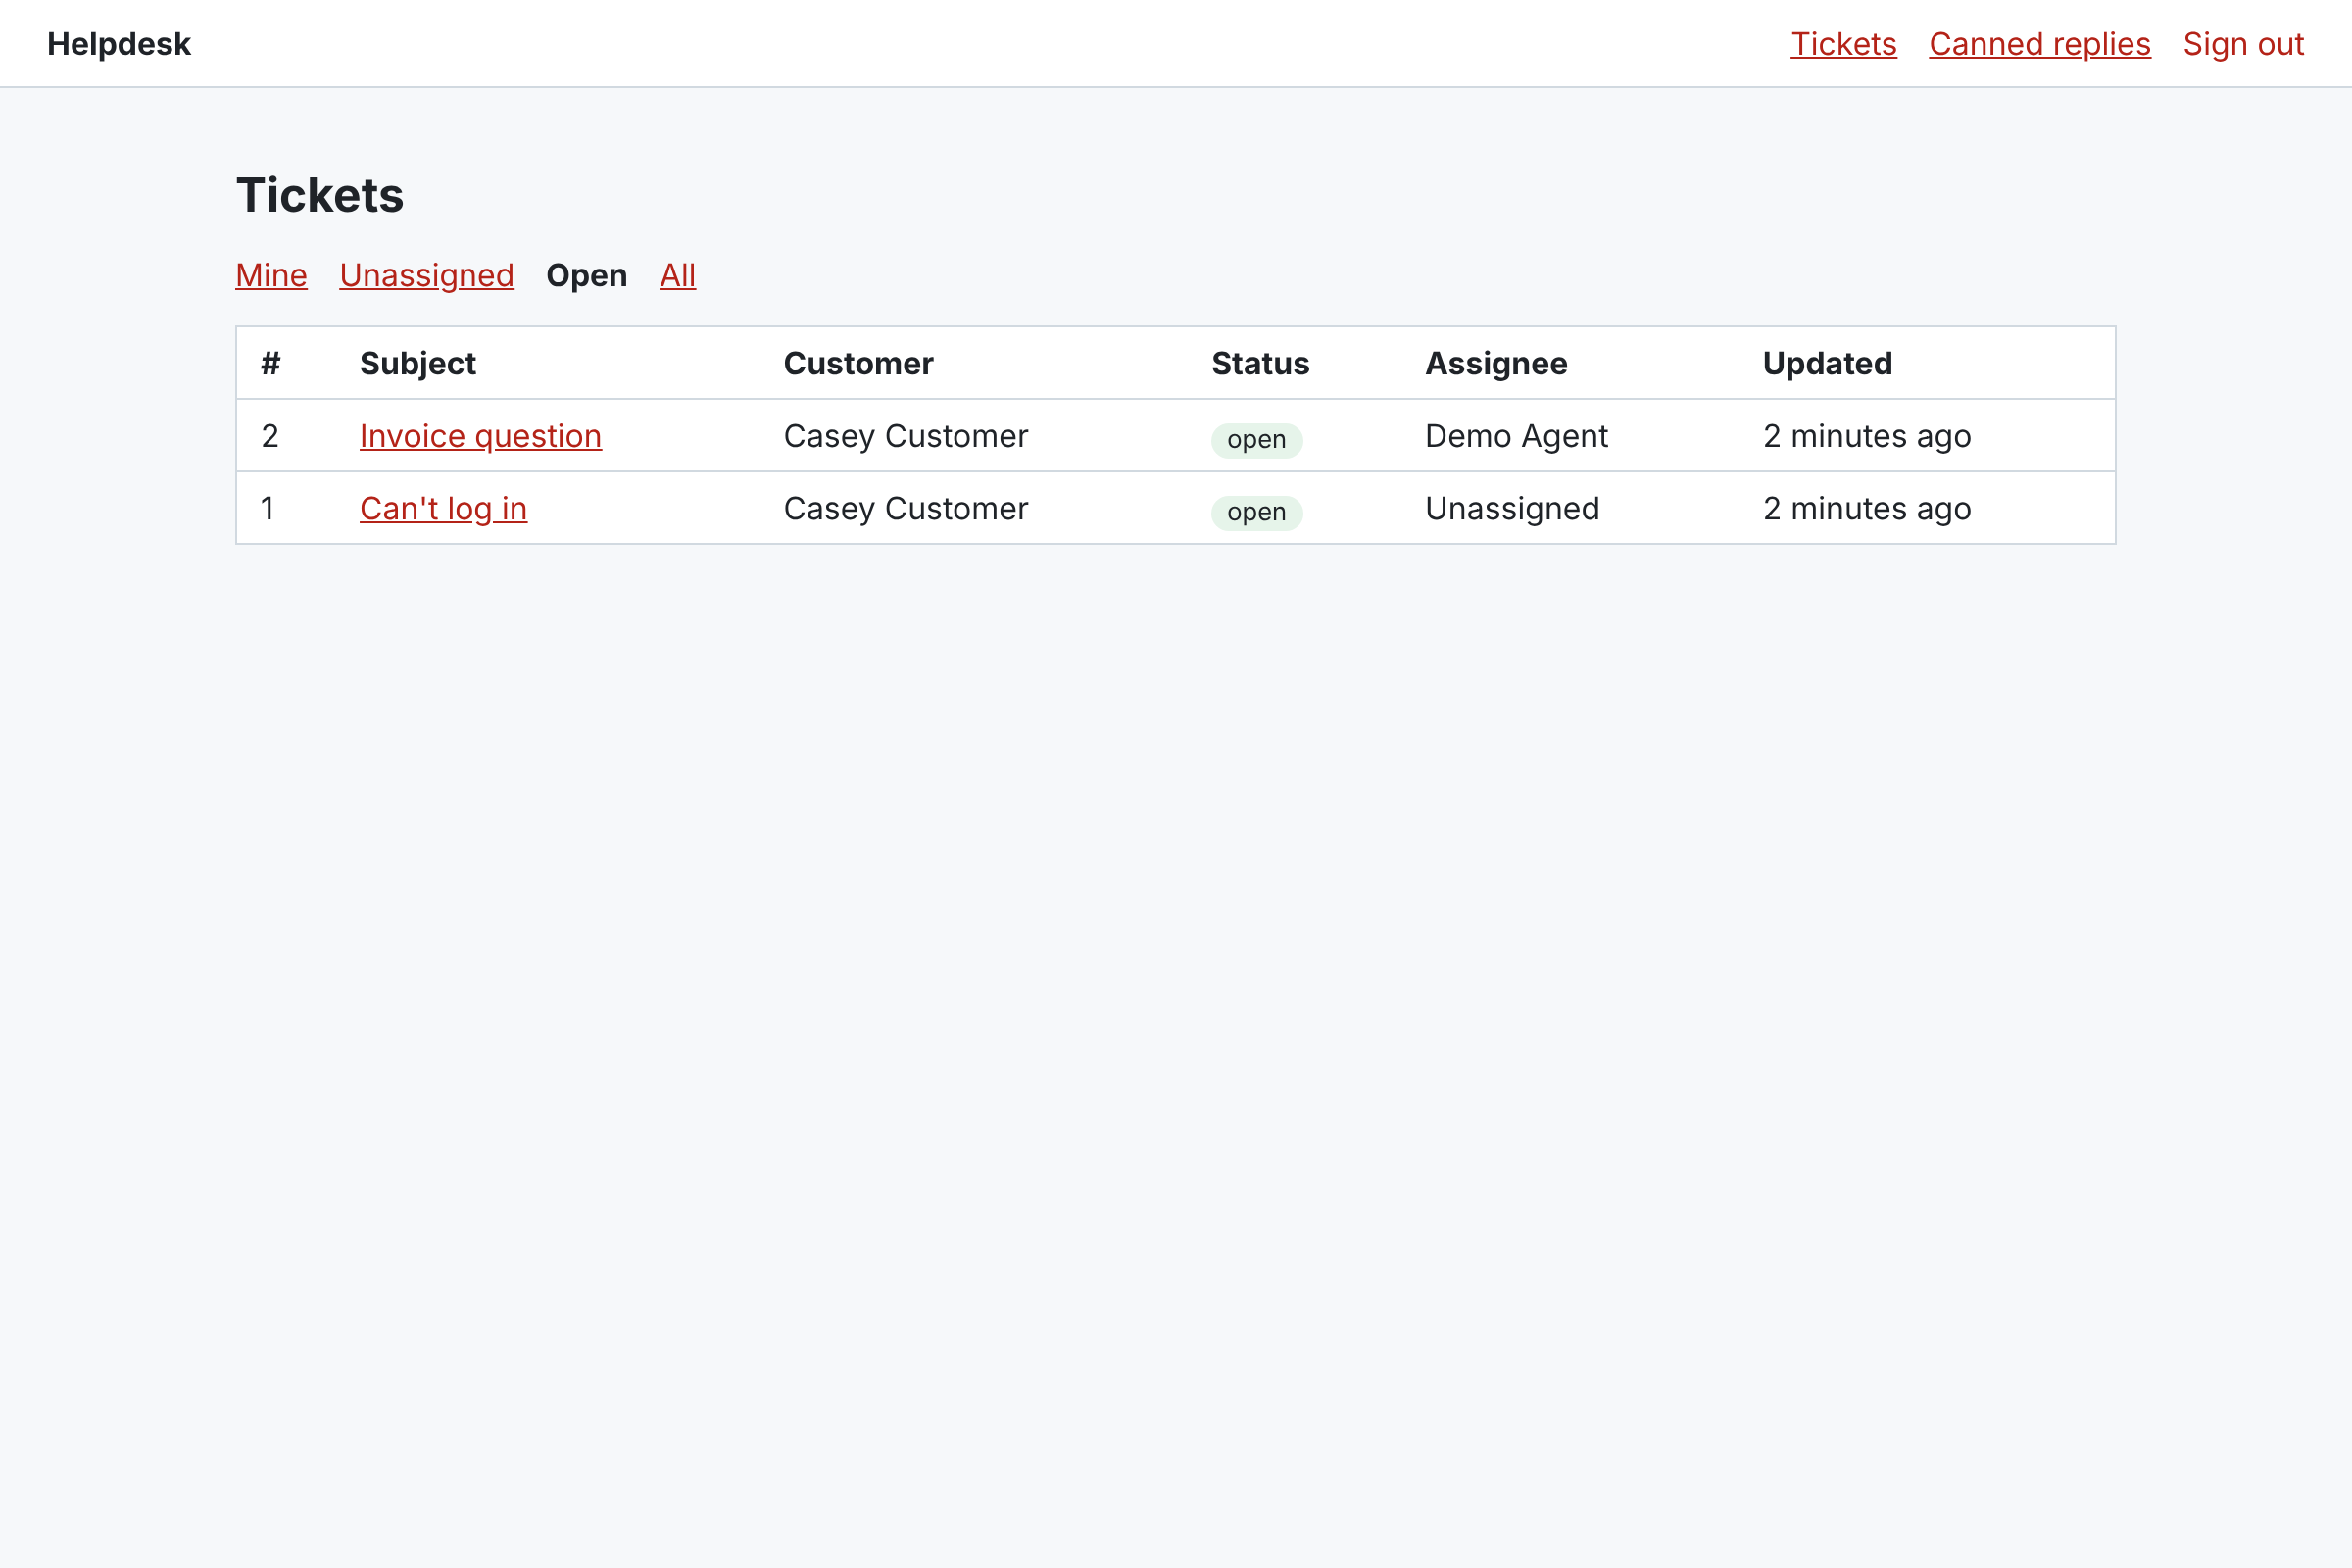 Helpdesk Tickets Canned replies Sign out
Tickets
Mine Unassigned Open All
# Subject Customer Status Assignee Updated
2 Invoice question Casey Customer open Demo Agent 2 minutes ago
1 Can't log in Casey Customer open Unassigned 2 minutes ago